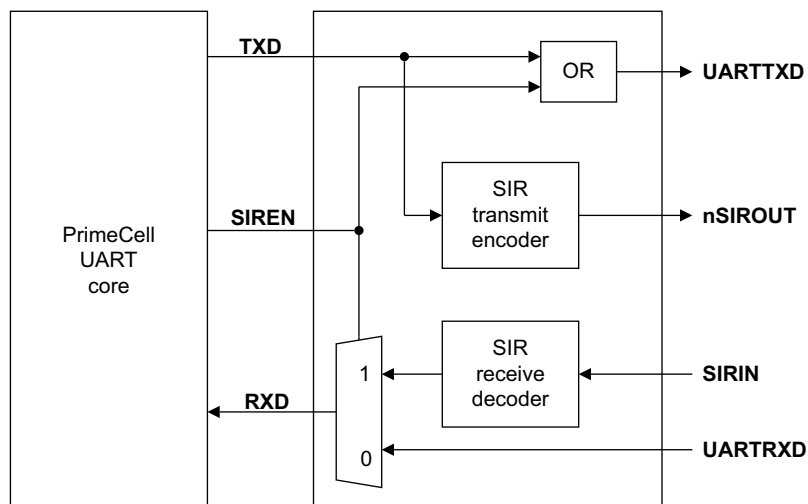 TXD
OR
UARTTXD
SIR
transmit
encoder
nSIROUT
PrimeCell
UART
core
SIREN
SIR
receive
decoder
SIRIN
1
RXD
0
UARTRXD